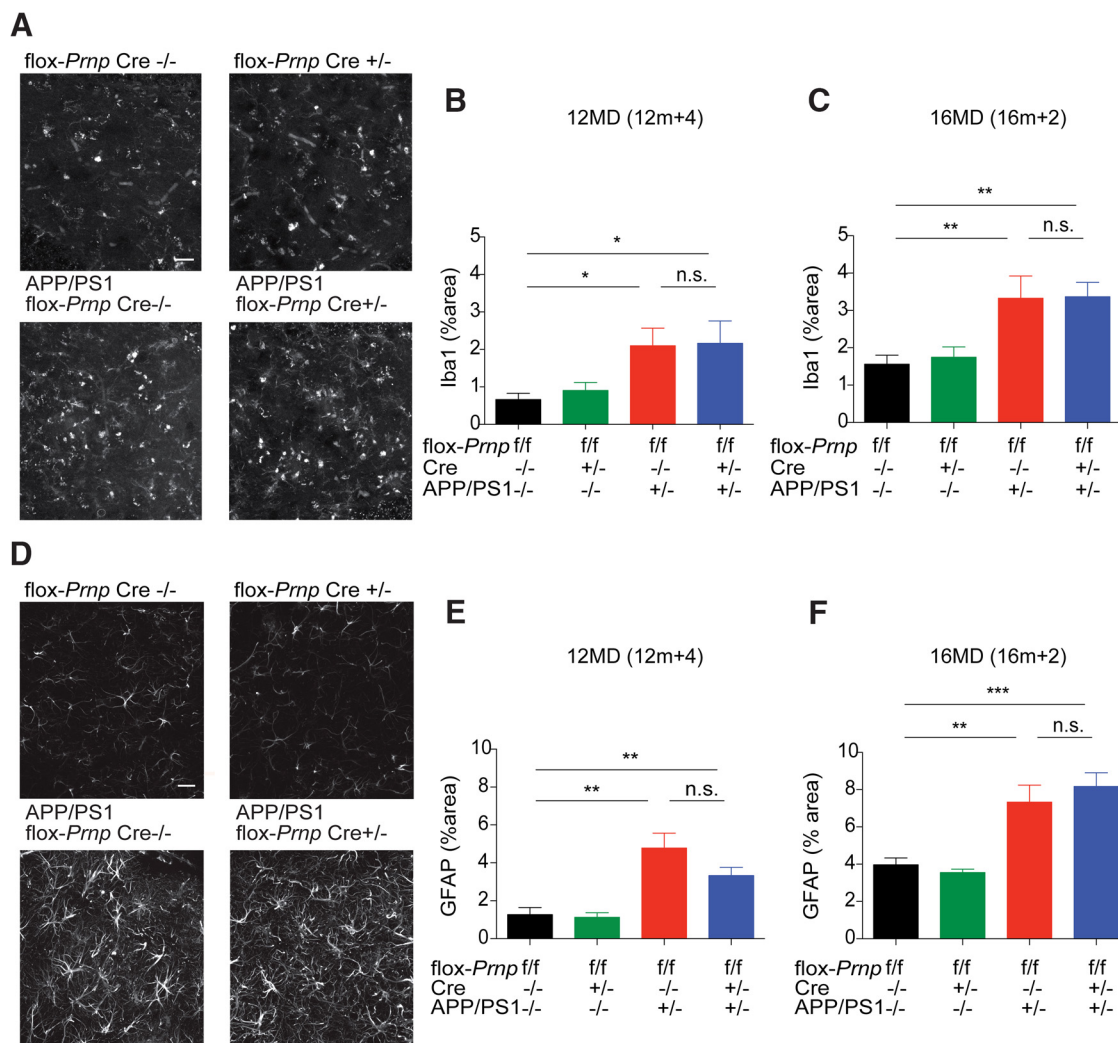 A
flox-Prnp Cre -/-
flox-Prnp Cre +/-
APP/PS1
flox-Prnp Cre-/-
APP/PS1
flox-Prnp Cre+/-
B
12MD (12m+4)
*
*
n.s.
Iba1 (%area)
5
4
3
2
1
0
flox-Prnp f/f f/f f/f f/f
Cre -/- +/- -/- +/-
APP/PS1 -/- -/- +/- +/-
C
16MD (16m+2)
**
**
n.s.
Iba1 (%area)
5
4
3
2
1
0
flox-Prnp f/f f/f f/f f/f
Cre -/- +/- -/- +/-
APP/PS1 -/- -/- +/- +/-
D
flox-Prnp Cre -/-
flox-Prnp Cre +/-
APP/PS1
flox-Prnp Cre-/-
APP/PS1
flox-Prnp Cre+/-
E
12MD (12m+4)
**
**
n.s.
GFAP (%area)
10
8
6
4
2
0
flox-Prnp f/f f/f f/f f/f
Cre -/- +/- -/- +/-
APP/PS1-/- -/- +/- +/-
F
16MD (16m+2)
***
**
n.s.
GFAP (% area)
10
8
6
4
2
0
flox-Prnp f/f f/f f/f f/f
Cre -/- +/- -/- +/-
APP/PS1 -/- -/- +/- +/-